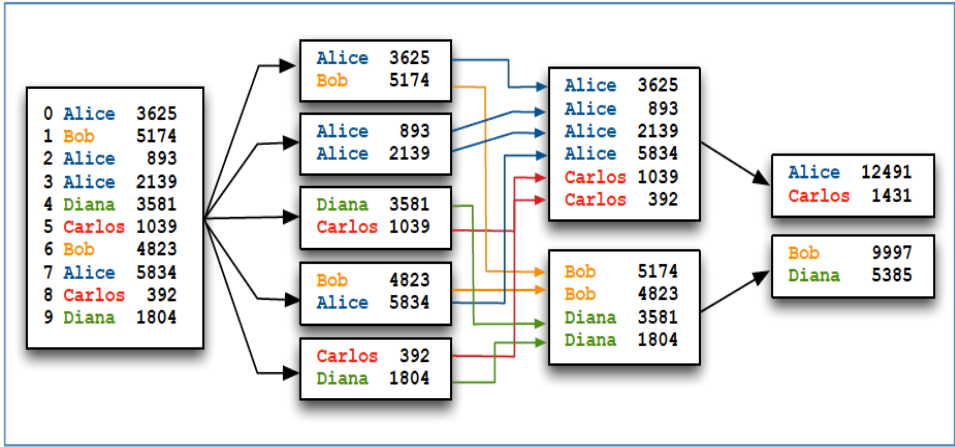 0 Alice 3625
1 Bob 5174
2 Alice 893
3 Alice 2139
4 Diana 3581
5 Carlos 1039
6 Bob 4823
7 Alice 5834
8 Carlos 392
9 Diana 1804
Alice 3625
Bob 5174
Alice 893
Alice 2139
Diana 3581
Carlos 1039
Bob 4823
Alice 5834
Carlos 392
Diana 1804
Alice 3625
Alice 893
Alice 2139
Alice 5834
Carlos 1039
Carlos 392
Bob 5174
Bob 4823
Diana 3581
Diana 1804
Alice 12491
Carlos 1431
Bob 9997
Diana 5385